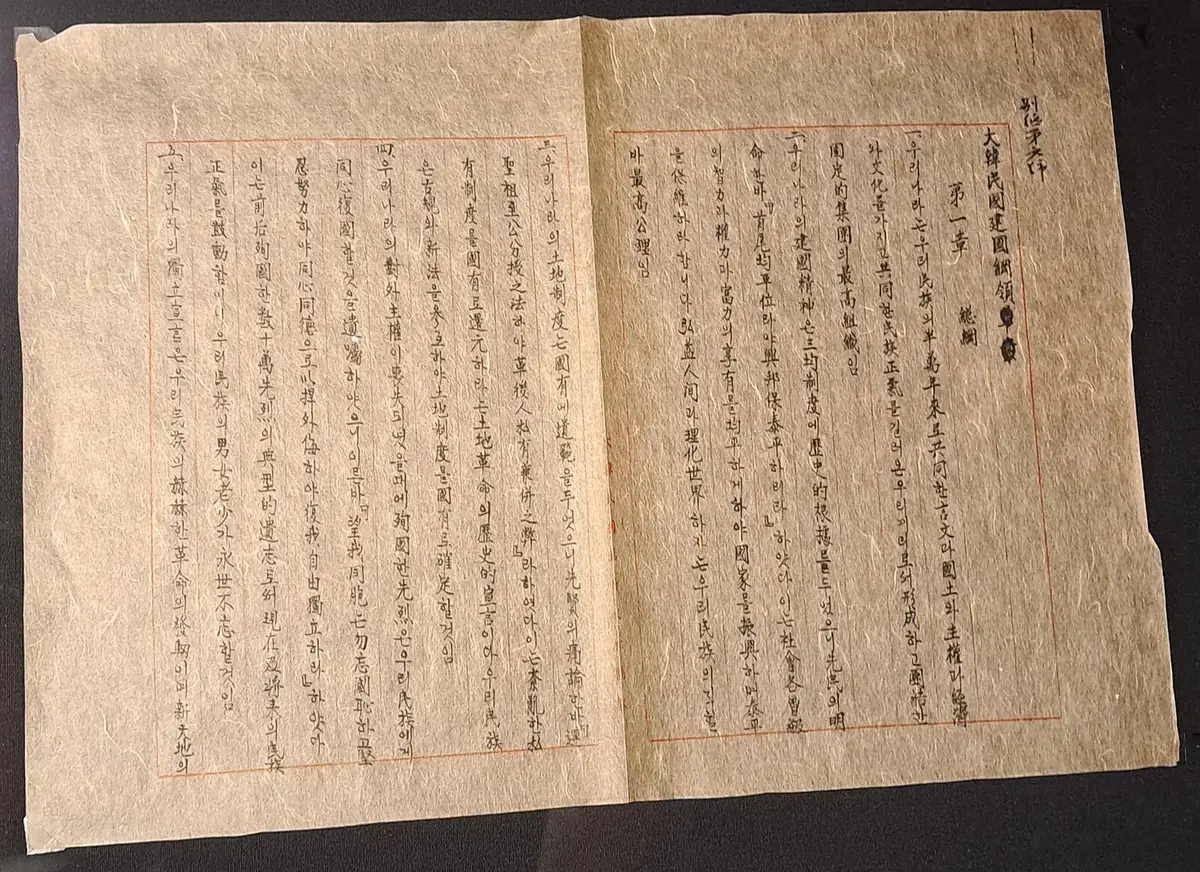 大韓民國建國綱領
第一章 總綱
一. 우리나라는 우리民族의 半萬年來로 共同한 言文과 國土와 主權과 經濟
와 文化를 가지고 共同한 民族正氣를 길러온 우리끼리로서 形成하고 團結한
固定的集團의 最高組織임
二. 우리나라의 建國精神은 三均制度에 歷史的根據를 두었으니 先民의 明
命한바 『首尾均平位라야 興邦保泰平하리라』 하였다 이는 社會各層級
의 智力과 權力과 富力의 享有를 均平하게하야 國家를 振興하며 泰平
을 保維하라함이니 弘益人間과 理化世界하자는 우리民族의 지킬
바 最高公理임
三. 우리나라의 土地制度는 國有에 遺範을 두었으니 先賢의 痛論한바 『遵
聖祖至公分授之法하야 革後人私有兼併之弊』라 하였다 이는 紊亂한 私
有制度를 國有로 還元하라는 土地革命의 歷史的宣言이다 우리民族
은 古規와 新法을 參互하야 土地制度를 國有로 確定할것임
四. 우리나라의 對外主權이 喪失되었을때에 殉國한 先烈은 우리民族에게
同心復國할것을 遺囑하였으니 이른바 『望我同胞는 勿忘國恥하고 堅
忍努力하야 同心同德으로 以捍外侮하야 復我自由獨立하라』 하였다
이는 前後殉國한 數十萬先烈의 典型的遺志로써 現在及將來의 民族
正氣를 鼓動함이니 우리民族의 男女老少가 永世不忘할것임
五. 우리나라의 獨立宣言은 우리民族의 赫赫한 革命의 發軔이며 新天地의